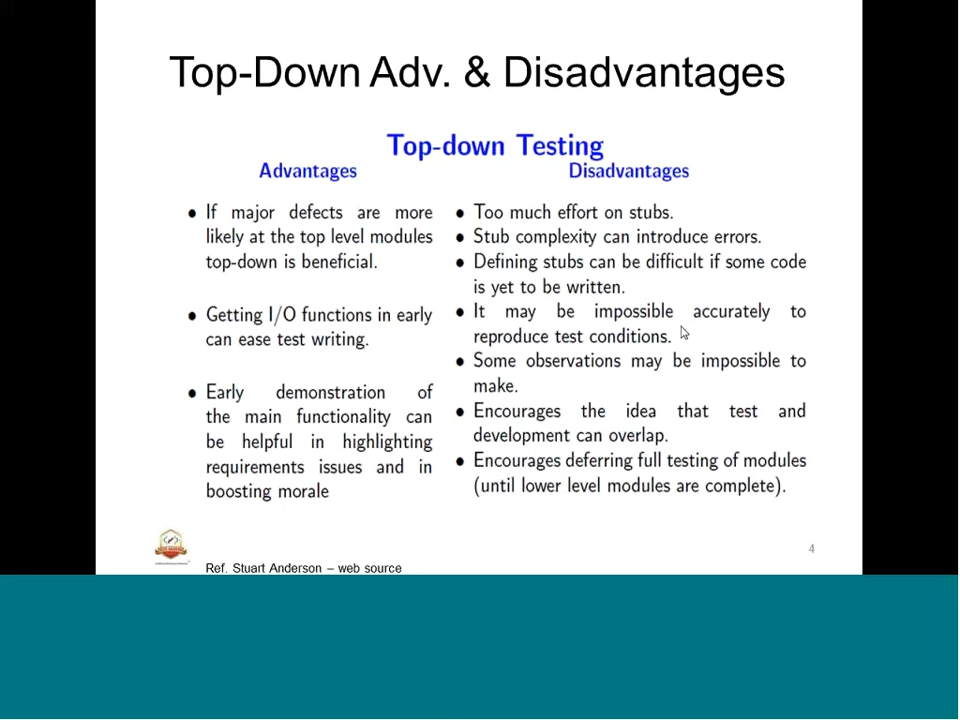 Top-Down Adv. & Disadvantages
Top-down Testing
Advantages
• If major defects are more
likely at the top level modules
top-down is beneficial.
• Getting I/O functions in early
can ease test writing.
• Early demonstration of
the main functionality can
be helpful in highlighting
requirements issues and in
boosting morale
Disadvantages
• Too much effort on stubs.
• Stub complexity can introduce errors.
• Defining stubs can be difficult if some code
is yet to be written.
• It may be impossible accurately to
reproduce test conditions.
• Some observations may be impossible to
make.
• Encourages the idea that test and
development can overlap.
• Encourages deferring full testing of modules
(until lower level modules are complete).
4
Ref. Stuart Anderson – web source